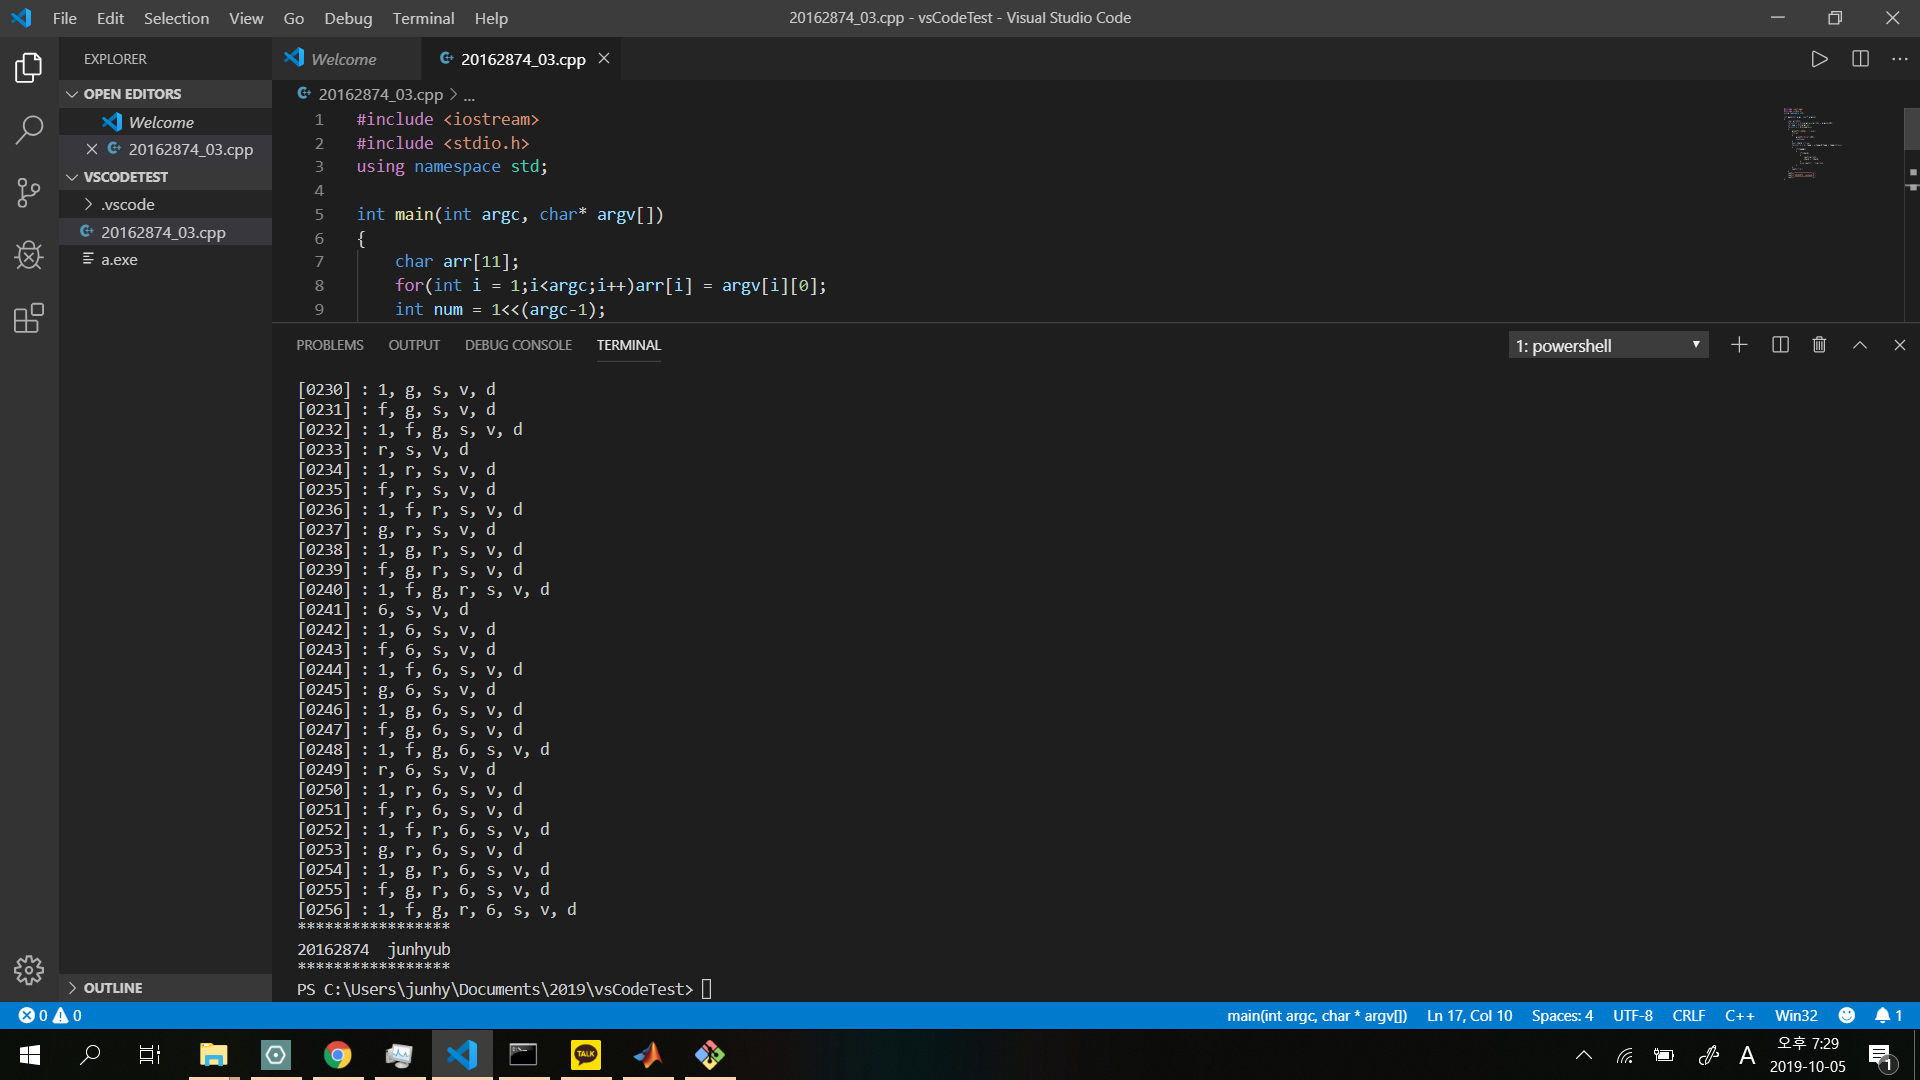 File Edit Selection View Go Debug Terminal Help
20162874_03.cpp - vsCodeTest - Visual Studio Code
EXPLORER
OPEN EDITORS
Welcome
20162874_03.cpp
VSCODETEST
.vscode
20162874_03.cpp
a.exe
OUTLINE
Welcome
20162874_03.cpp
20162874_03.cpp > ...
1 #include <iostream>
2 #include <stdio.h>
3 using namespace std;
4
5 int main(int argc, char* argv[])
6 {
7 char arr[11];
8 for(int i = 1;i<argc;i++)arr[i] = argv[i][0];
9 int num = 1<<(argc-1);
PROBLEMS OUTPUT DEBUG CONSOLE TERMINAL
1: powershell
[0230] : 1, g, s, v, d
[0231] : f, g, s, v, d
[0232] : 1, f, g, s, v, d
[0233] : r, s, v, d
[0234] : 1, r, s, v, d
[0235] : f, r, s, v, d
[0236] : 1, f, r, s, v, d
[0237] : g, r, s, v, d
[0238] : 1, g, r, s, v, d
[0239] : f, g, r, s, v, d
[0240] : 1, f, g, r, s, v, d
[0241] : 6, s, v, d
[0242] : 1, 6, s, v, d
[0243] : f, 6, s, v, d
[0244] : 1, f, 6, s, v, d
[0245] : g, 6, s, v, d
[0246] : 1, g, 6, s, v, d
[0247] : f, g, 6, s, v, d
[0248] : 1, f, g, 6, s, v, d
[0249] : r, 6, s, v, d
[0250] : 1, r, 6, s, v, d
[0251] : f, r, 6, s, v, d
[0252] : 1, f, r, 6, s, v, d
[0253] : g, r, 6, s, v, d
[0254] : 1, g, r, 6, s, v, d
[0255] : f, g, r, 6, s, v, d
[0256] : 1, f, g, r, 6, s, v, d
*****************
20162874 junhyub
*****************
PS C:\Users\junhy\Documents\2019\vsCodeTest>
0 0
main(int argc, char * argv[]) Ln 17, Col 10 Spaces: 4 UTF-8 CRLF C++ Win32 1
TALK
A
오후 7:29
2019-10-05
1